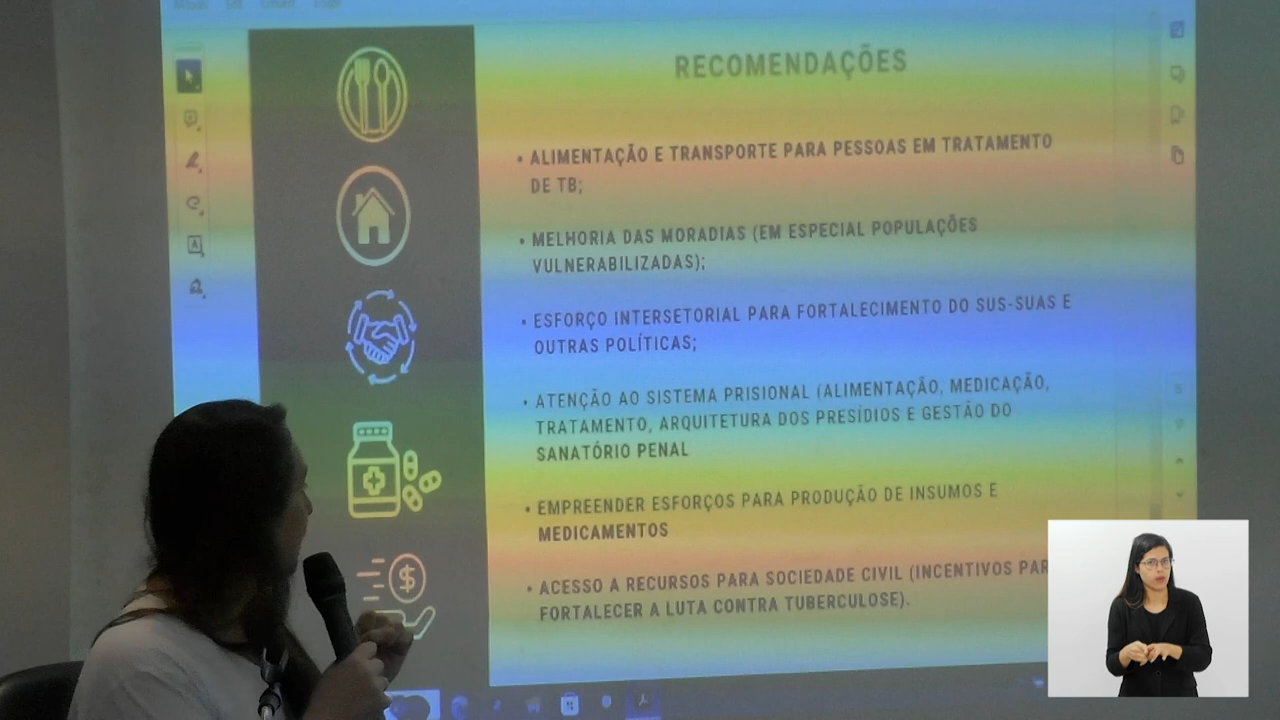 RECOMENDAÇÕES
• ALIMENTAÇÃO E TRANSPORTE PARA PESSOAS EM TRATAMENTO
DE TB;
• MELHORIA DAS MORADIAS (EM ESPECIAL POPULAÇÕES
VULNERABILIZADAS);
• ESFORÇO INTERSETORIAL PARA FORTALECIMENTO DO SUS-SUAS E
OUTRAS POLÍTICAS;
• ATENÇÃO AO SISTEMA PRISIONAL (ALIMENTAÇÃO, MEDICAÇÃO,
TRATAMENTO, ARQUITETURA DOS PRESÍDIOS E GESTÃO DO
SANATÓRIO PENAL
• EMPREENDER ESFORÇOS PARA PRODUÇÃO DE INSUMOS E
MEDICAMENTOS
• ACESSO A RECURSOS PARA SOCIEDADE CIVIL (INCENTIVOS PAR
FORTALECER A LUTA CONTRA TUBERCULOSE).